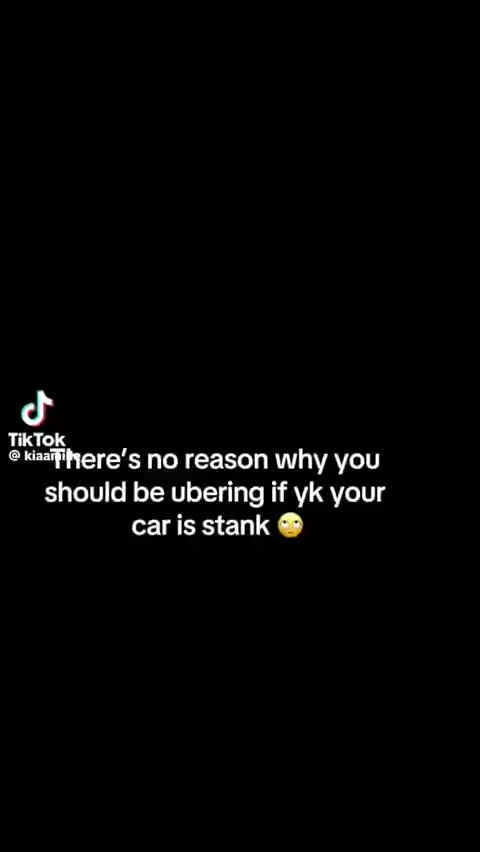 TikTok
There's no reason why you
should be ubering if yk your
car is stank 🙄